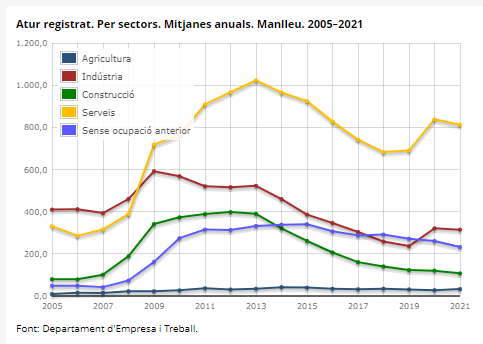 Atur registrat. Per sectors. Mitjanes anuals. Manlleu. 2005–2021
1.200,0
1.000,0
800,0
600,0
400,0
200,0
0,0
Agricultura
Indústria
Construcció
Serveis
Sense ocupació anterior
2005 2007 2009 2011 2013 2015 2017 2019 2021
Font: Departament d'Empresa i Treball.